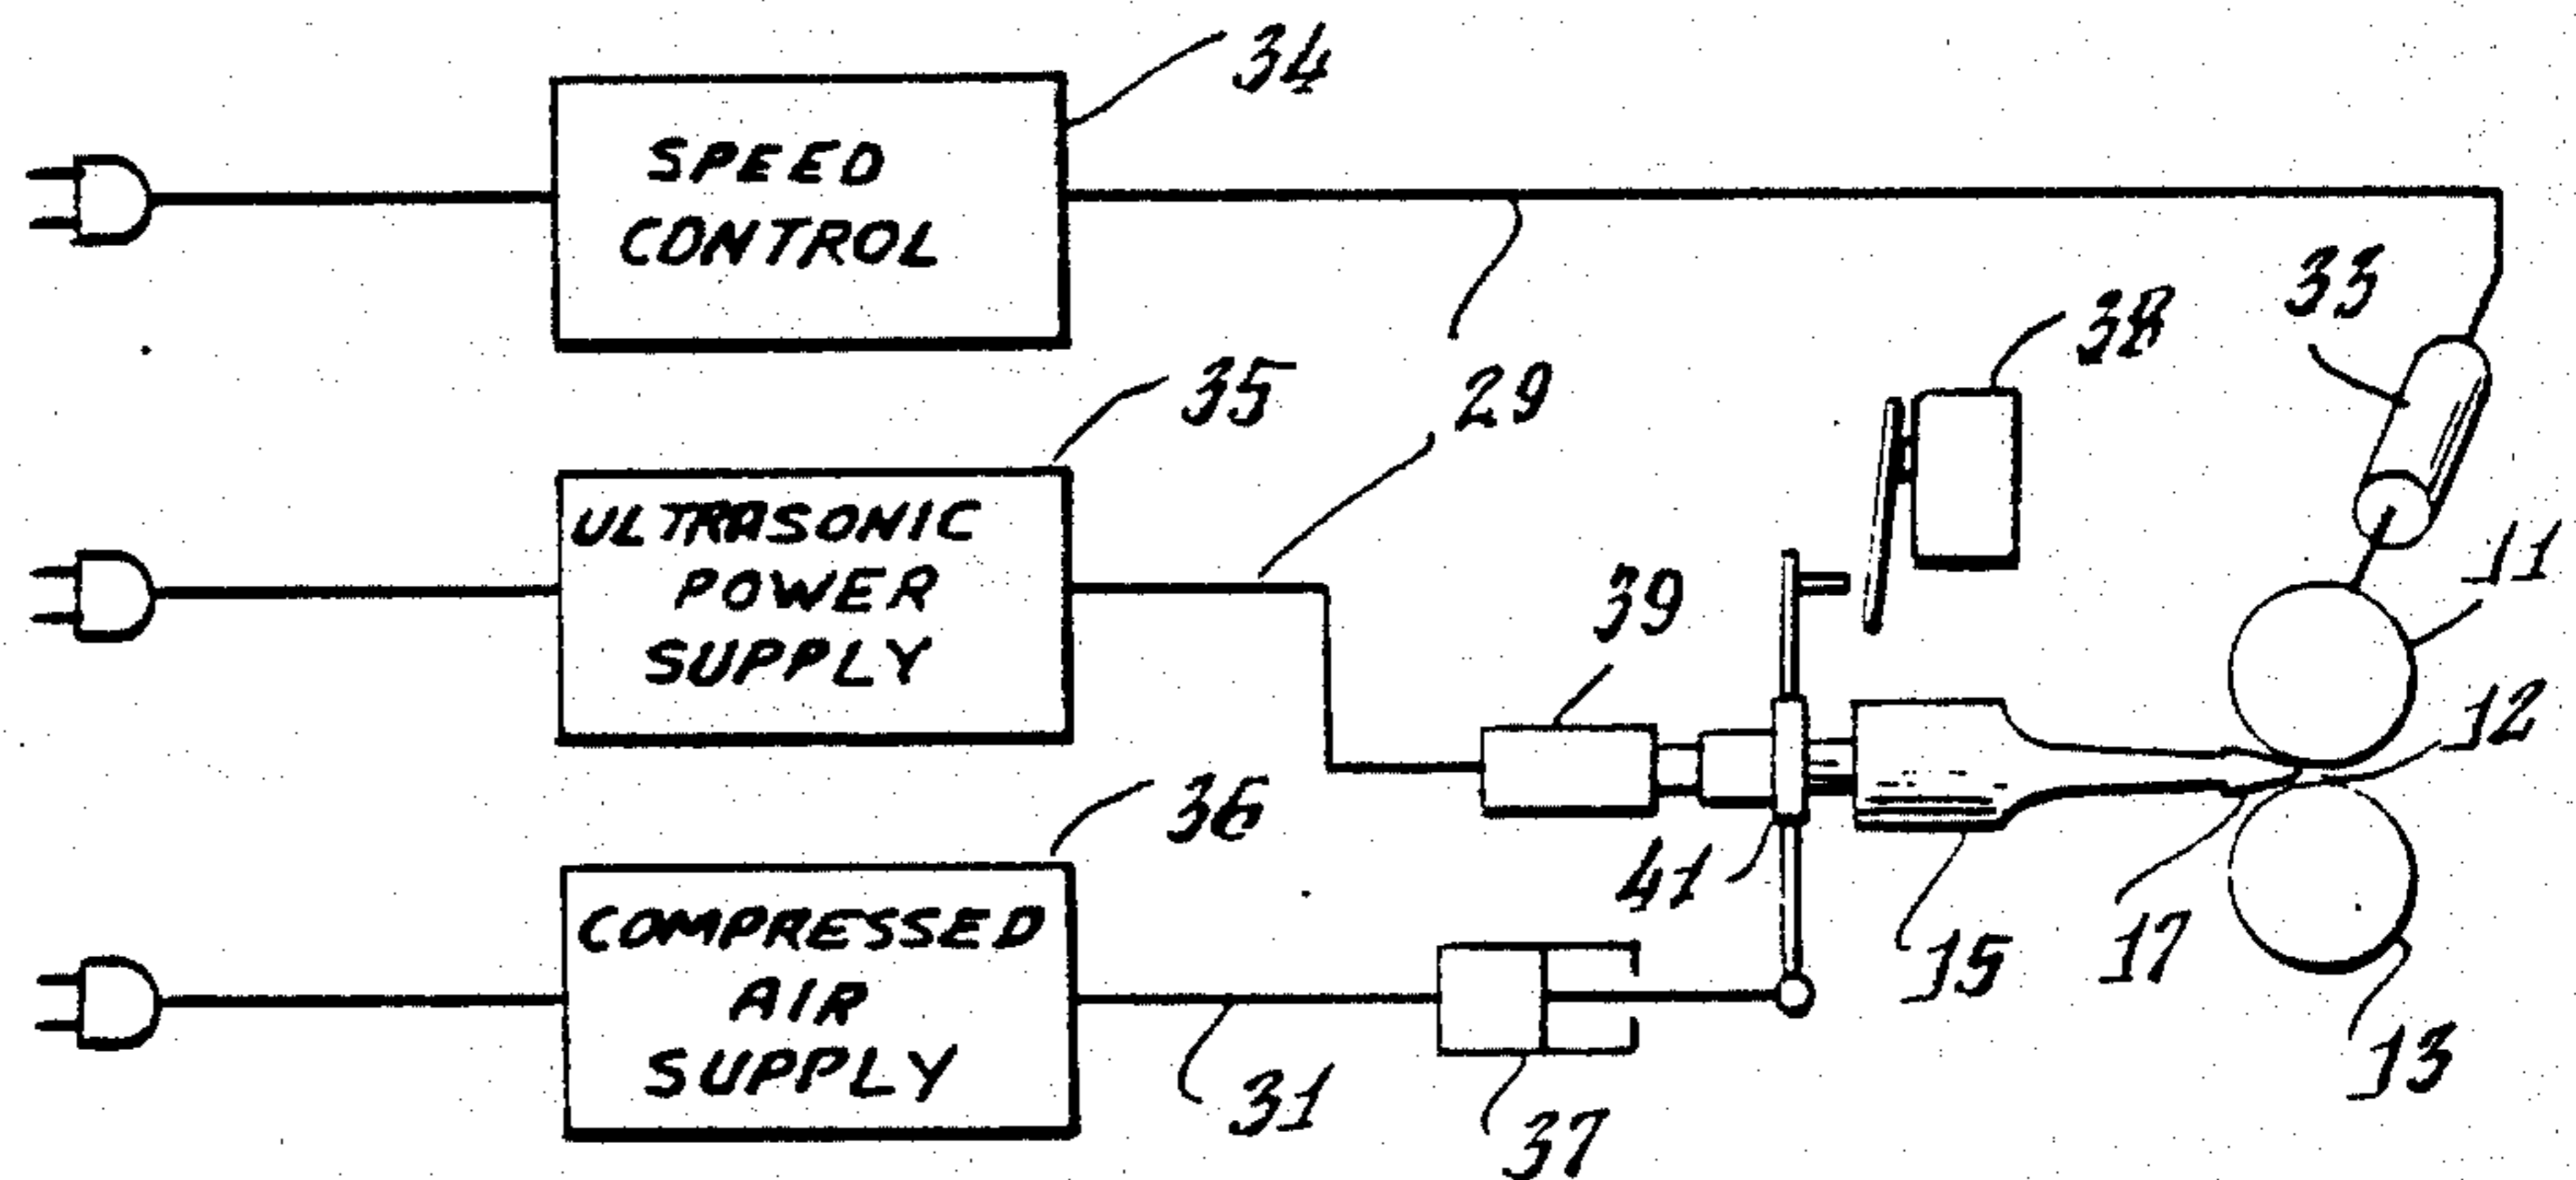 34
SPEED
CONTROL
33
38
35
29
ULTRASONIC
POWER
SUPPLY
11
39
12
36
41
COMPRESSED
AIR
SUPPLY
15
17
13
31
37